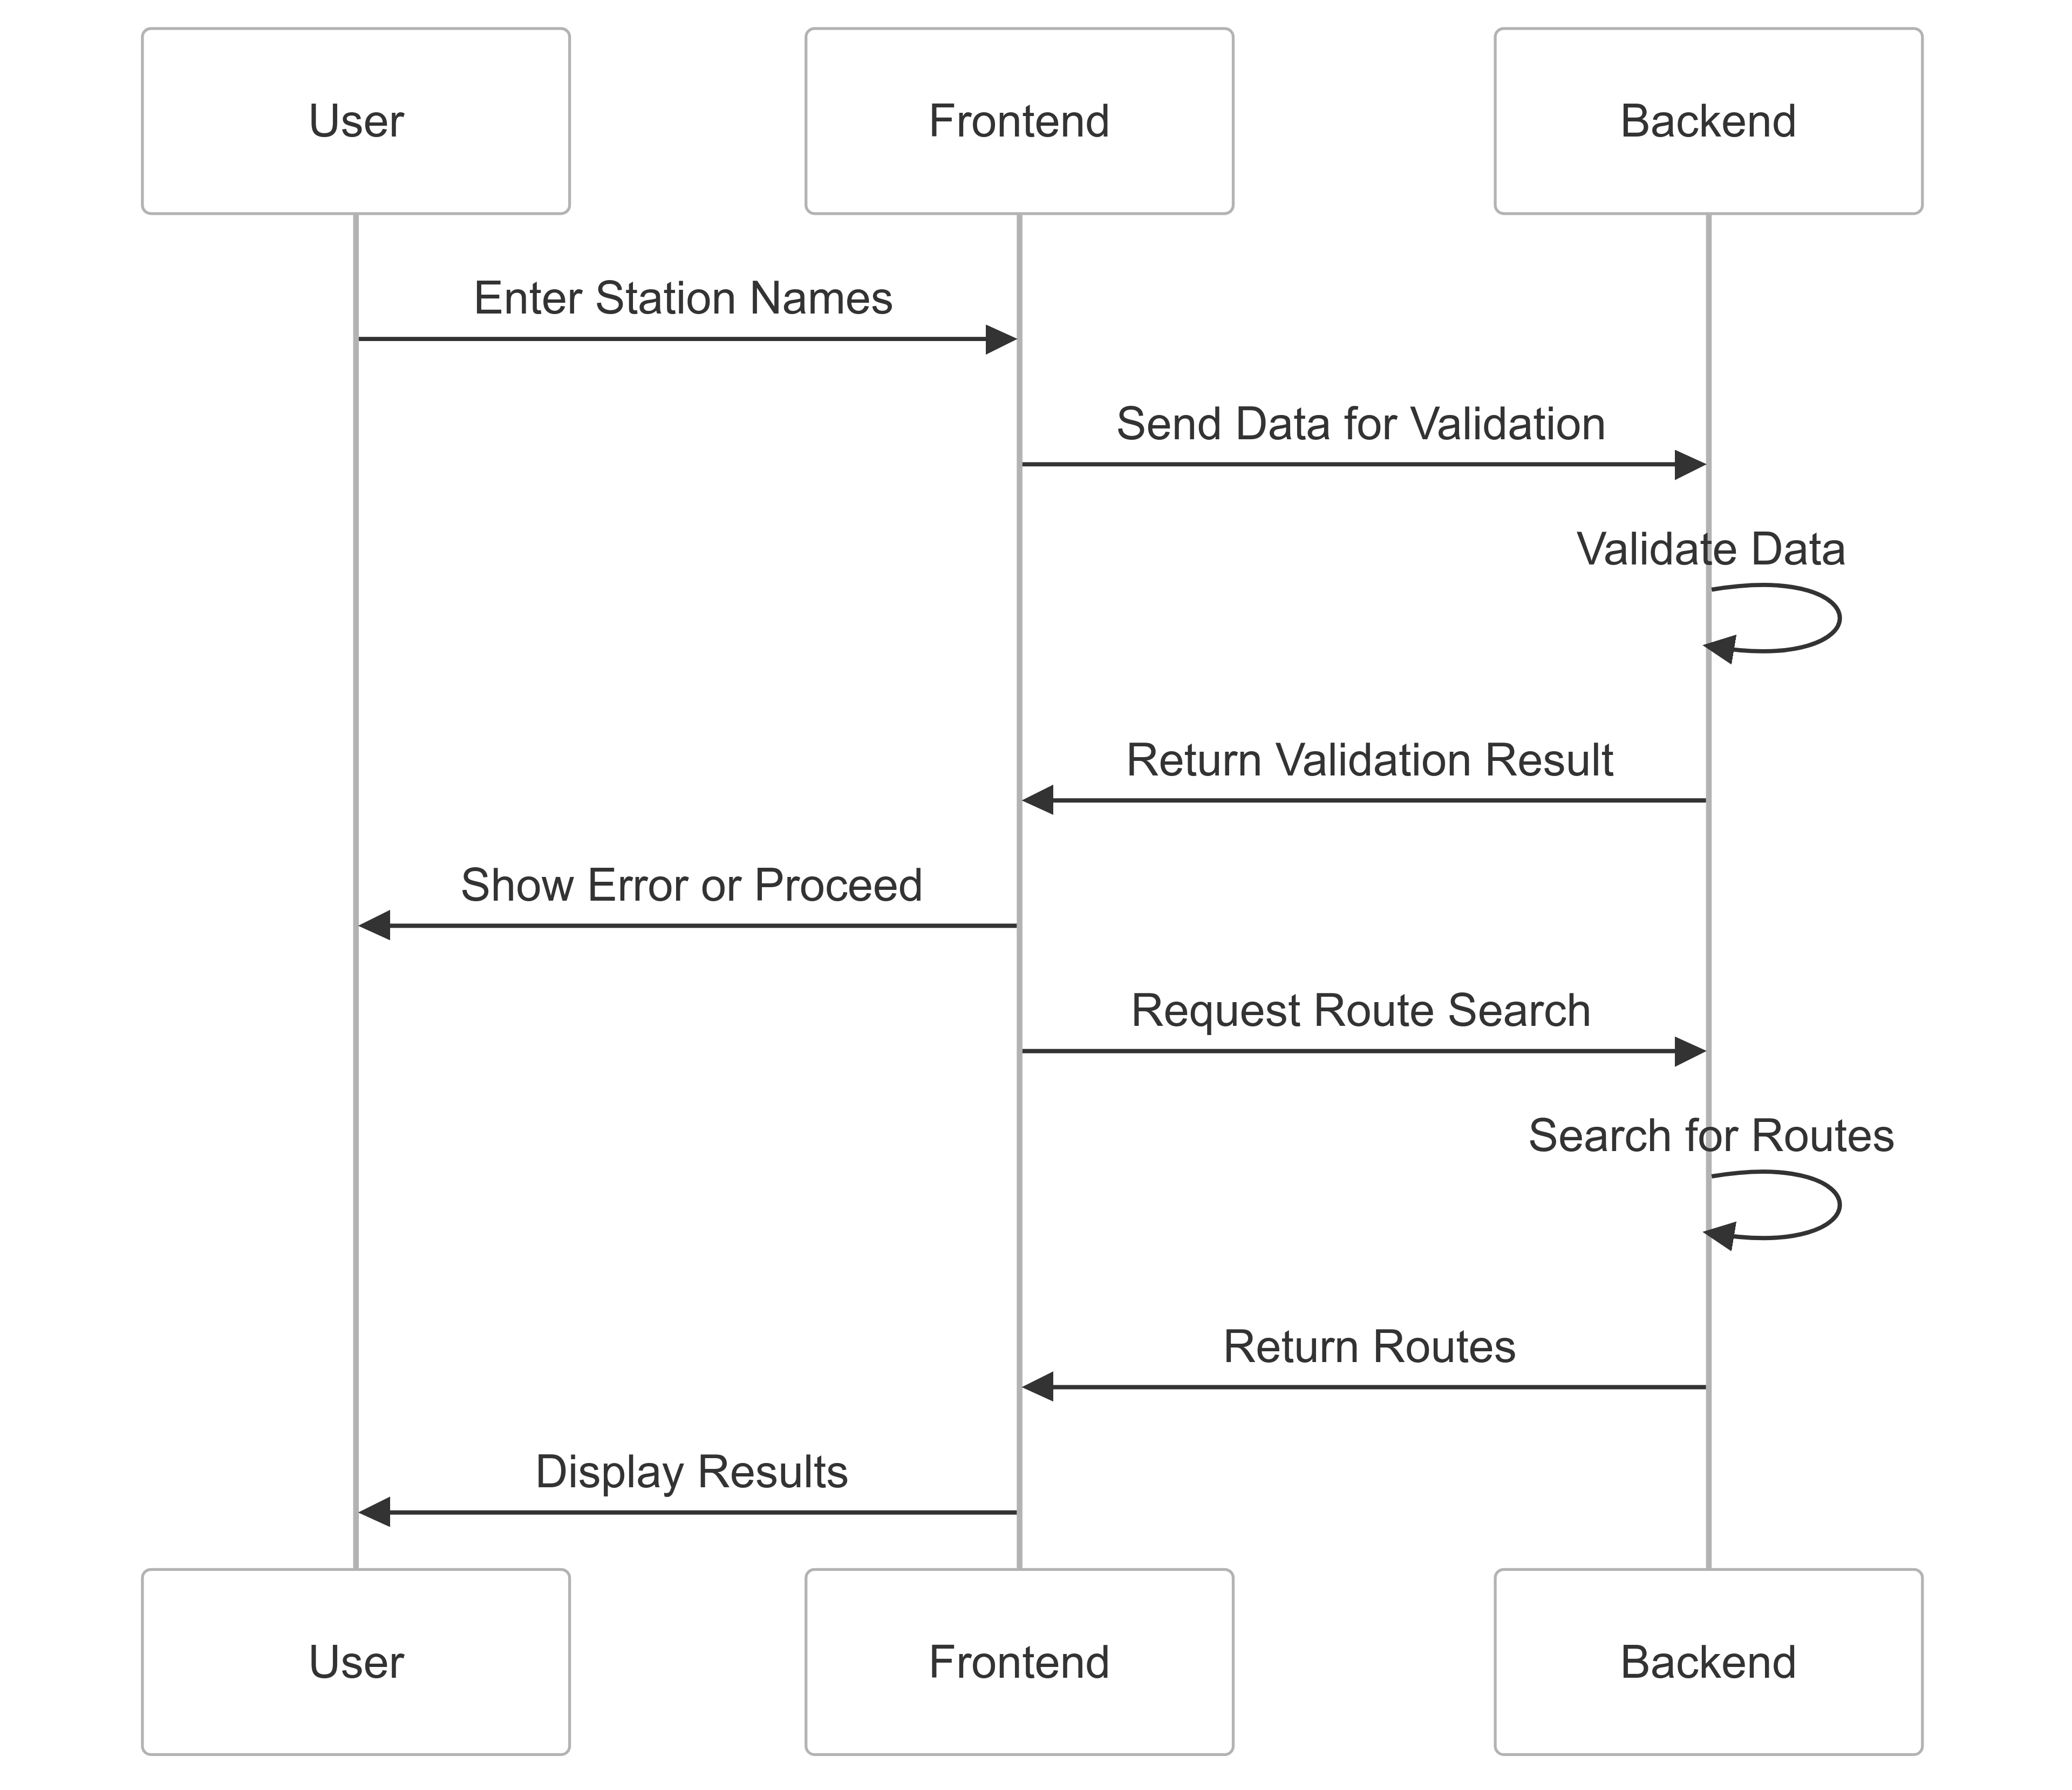 User
Frontend
Backend
Enter Station Names
Send Data for Validation
Validate Data
Return Validation Result
Show Error or Proceed
Request Route Search
Search for Routes
Return Routes
Display Results
User
Frontend
Backend